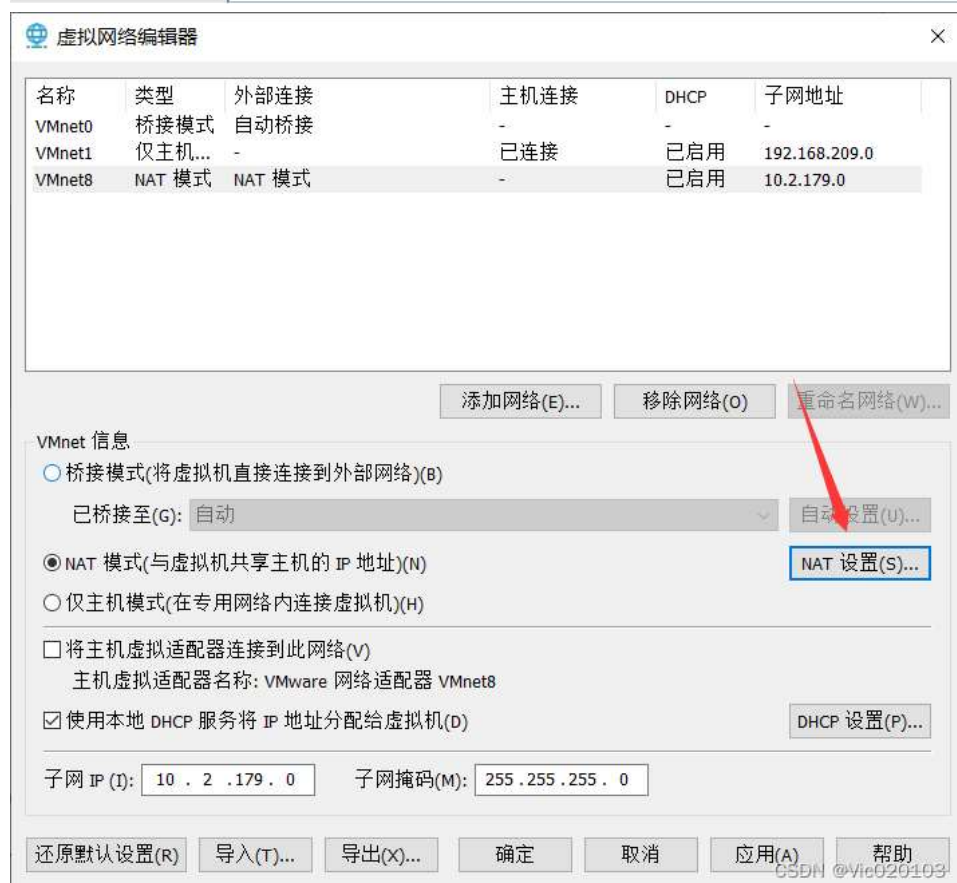 虚拟网络编辑器
名称 类型 外部连接 主机连接 DHCP 子网地址
VMnet0 桥接模式 自动桥接 - - -
VMnet1 仅主机... - 已连接 已启用 192.168.209.0
VMnet8 NAT 模式 NAT 模式 - 已启用 10.2.179.0
添加网络(E)... 移除网络(O) 重命名网络(W)...
VMnet 信息
桥接模式(将虚拟机直接连接到外部网络)(B)
已桥接至(G): 自动 自动设置(U)...
NAT 模式(与虚拟机共享主机的 IP 地址)(N) NAT 设置(S)...
仅主机模式(在专用网络内连接虚拟机)(H)
将主机虚拟适配器连接到此网络(V)
主机虚拟适配器名称: VMware 网络适配器 VMnet8
使用本地 DHCP 服务将 IP 地址分配给虚拟机(D) DHCP 设置(P)...
子网 IP (I): 10 . 2 .179 . 0 子网掩码(M): 255 .255 .255 . 0
还原默认设置(R) 导入(T)... 导出(X)... 确定 取消 应用(A) 帮助
CSDN @Vic020103